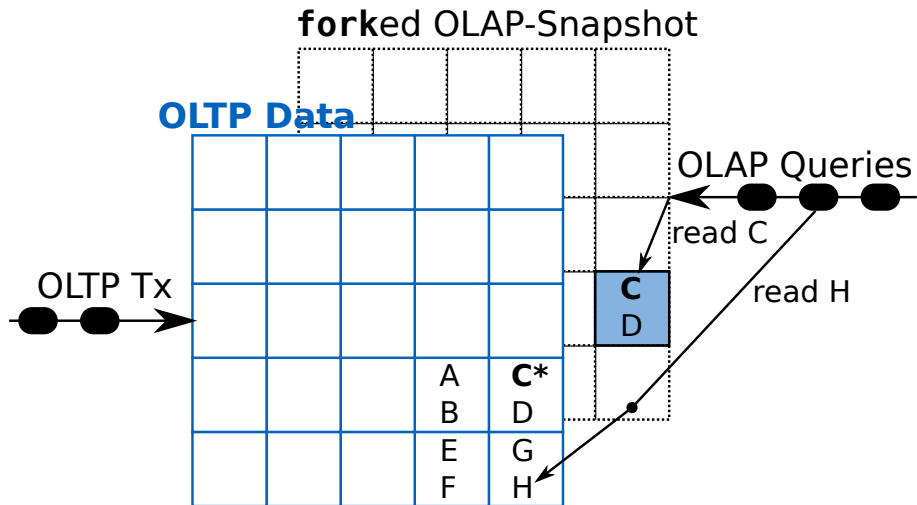 forked OLAP-Snapshot
OLTP Data
OLAP Queries
read C
OLTP Tx
C
D
read H
A
B
C*
D
E
F
G
H